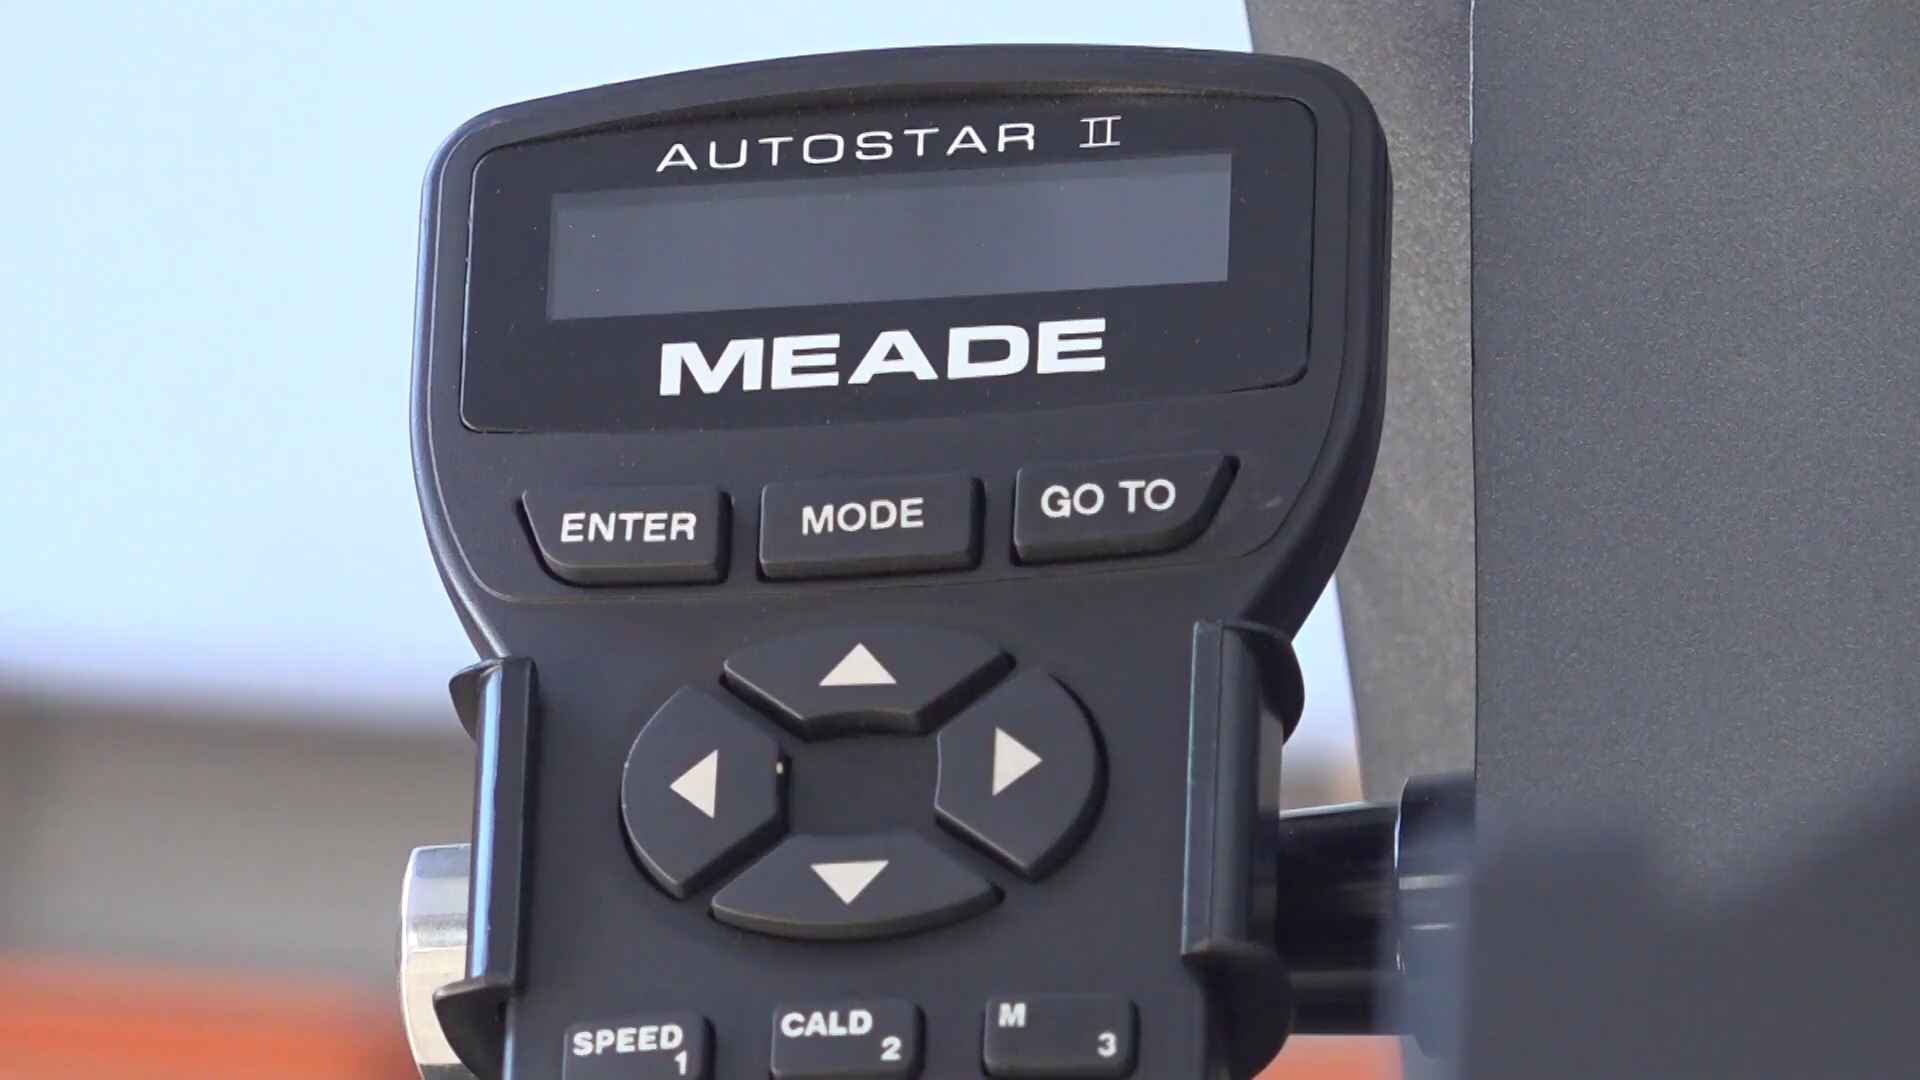 AUTOSTAR II
MEADE
ENTER
MODE
GO TO
SPEED 1
CALD 2
M 3